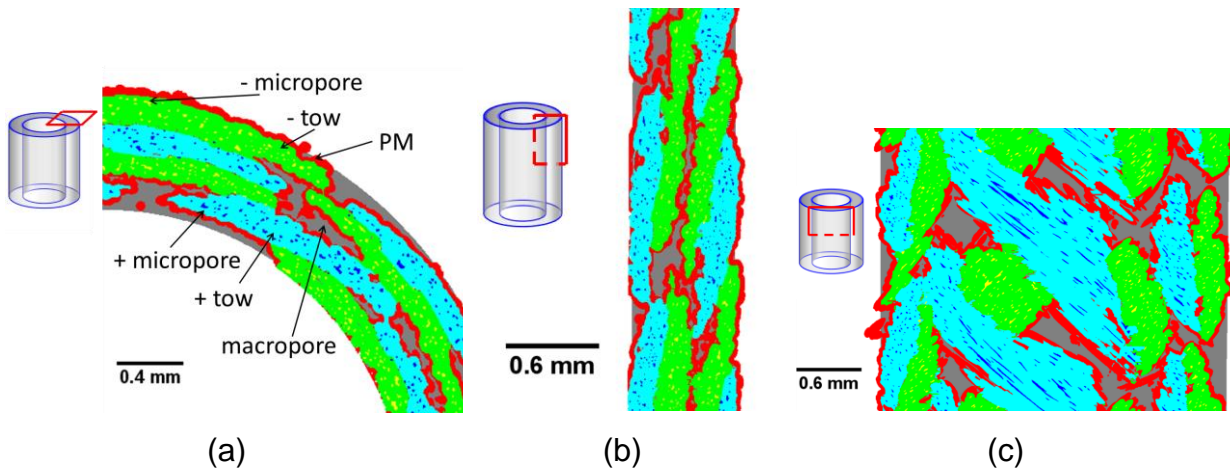 - micropore
- tow
PM
+ micropore
+ tow
macropore
0.4 mm
0.6 mm
0.6 mm
(a)
(b)
(c)